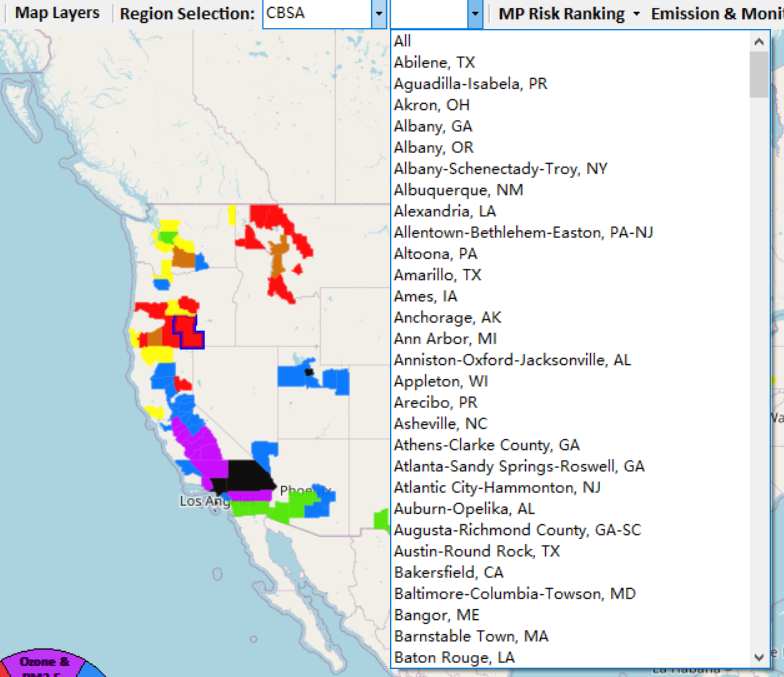 Map Layers
Region Selection:
CBSA
MP Risk Ranking
Emission & Moni
All
Abilene, TX
Aguadilla-Isabela, PR
Akron, OH
Albany, GA
Albany, OR
Albany-Schenectady-Troy, NY
Albuquerque, NM
Alexandria, LA
Allentown-Bethlehem-Easton, PA-NJ
Altoona, PA
Amarillo, TX
Ames, IA
Anchorage, AK
Ann Arbor, MI
Anniston-Oxford-Jacksonville, AL
Appleton, WI
Arecibo, PR
Asheville, NC
Athens-Clarke County, GA
Atlanta-Sandy Springs-Roswell, GA
Atlantic City-Hammonton, NJ
Auburn-Opelika, AL
Augusta-Richmond County, GA-SC
Austin-Round Rock, TX
Bakersfield, CA
Baltimore-Columbia-Towson, MD
Bangor, ME
Barnstable Town, MA
Baton Rouge, LA
Los Ang
Pho
Ozone &